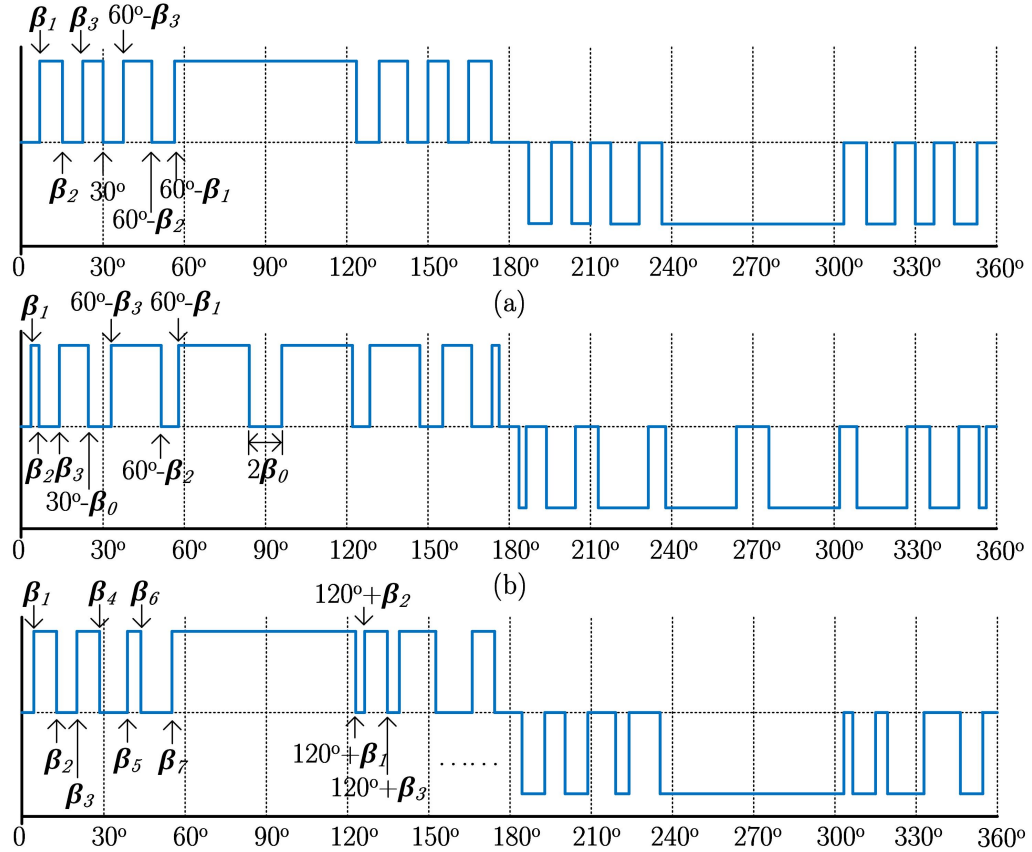 β1 β3 60º-β3
β2 30º 60º-β1
60º-β2
0 30º 60º 90º 120º 150º 180º 210º 240º 270º 300º 330º 360º
(a)
β1 60º-β3 60º-β1
β2 β3 60º-β2 2β0
30º-β0
0 30º 60º 90º 120º 150º 180º 210º 240º 270º 300º 330º 360º
(b)
β1 β4 β6 120º+β2
β2 β5 β7 120º+β1 ......
β3 120º+β3
0 30º 60º 90º 120º 150º 180º 210º 240º 270º 300º 330º 360º